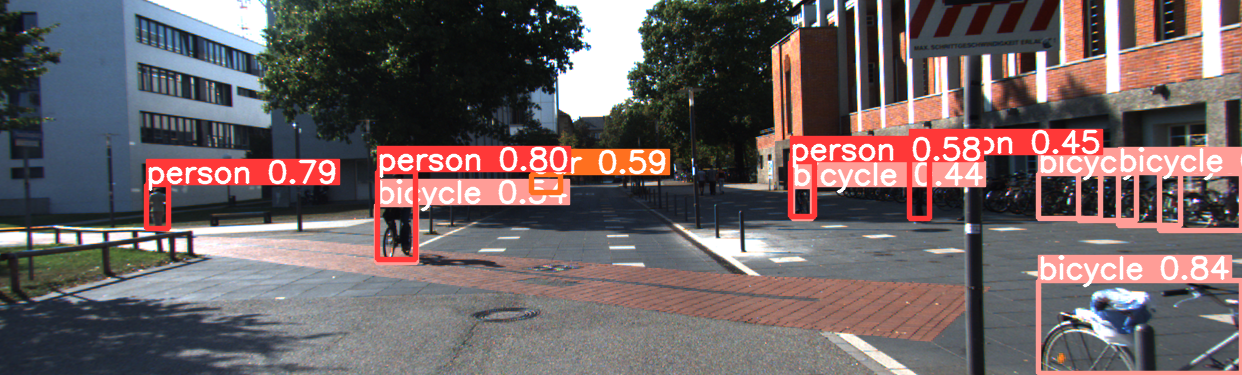 person 0.79
person 0.80
r 0.59
bicycle 0.54
person 0.58
on 0.45
bicycle 0.44
bicyc
bicycle
bicycle 0.84